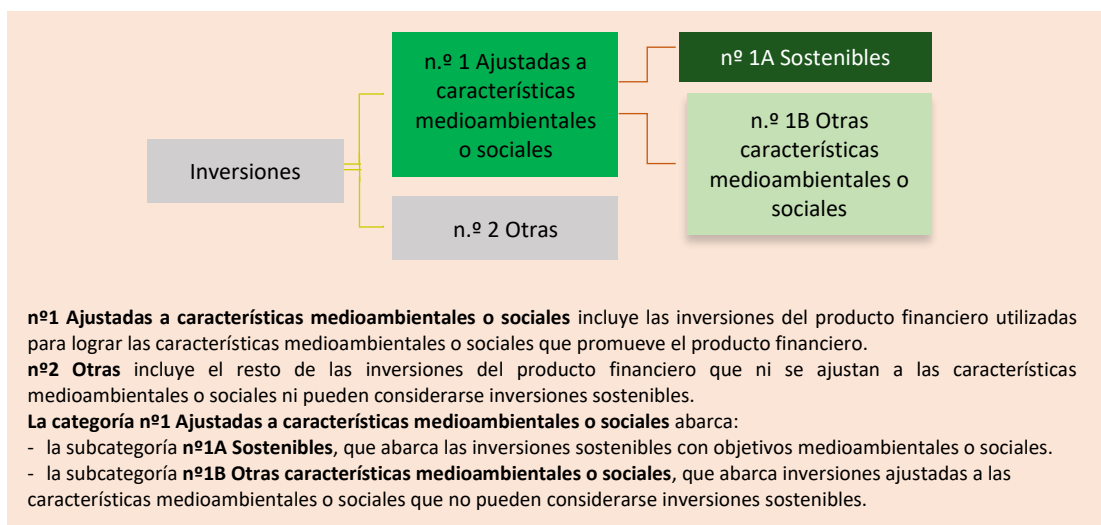 n.º 1 Ajustadas a
características
medioambientales
o sociales
nº 1A Sostenibles
n.º 1B Otras
características
medioambientales o
sociales
Inversiones
n.º 2 Otras
nº1 Ajustadas a características medioambientales o sociales incluye las inversiones del producto financiero utilizadas
para lograr las características medioambientales o sociales que promueve el producto financiero.
nº2 Otras incluye el resto de las inversiones del producto financiero que ni se ajustan a las características
medioambientales o sociales ni pueden considerarse inversiones sostenibles.
La categoría nº1 Ajustadas a características medioambientales o sociales abarca:
- la subcategoría nº1A Sostenibles, que abarca las inversiones sostenibles con objetivos medioambientales o sociales.
- la subcategoría nº1B Otras características medioambientales o sociales, que abarca inversiones ajustadas a las
características medioambientales o sociales que no pueden considerarse inversiones sostenibles.